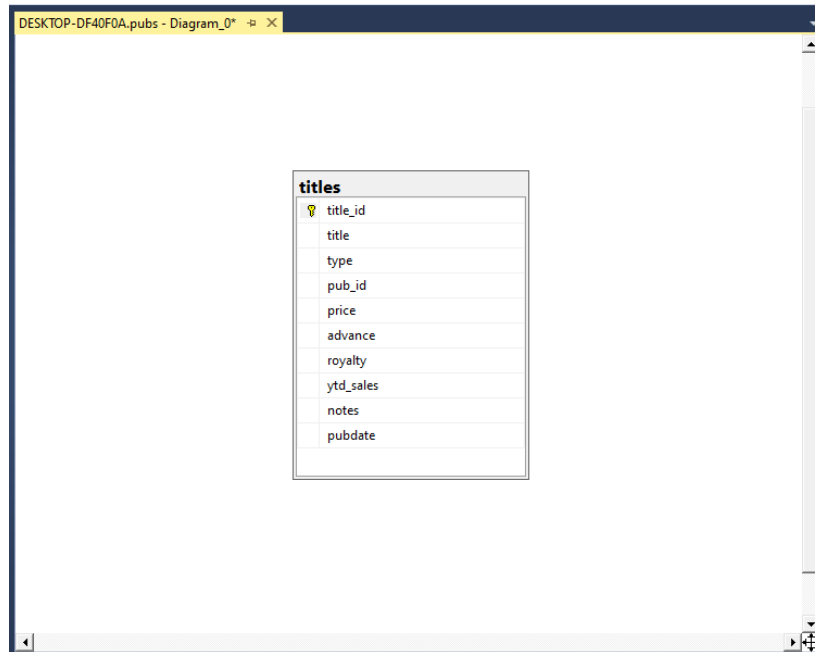 DESKTOP-DF40F0A.pubs - Diagram_0*
titles
title_id
title
type
pub_id
price
advance
royalty
ytd_sales
notes
pubdate